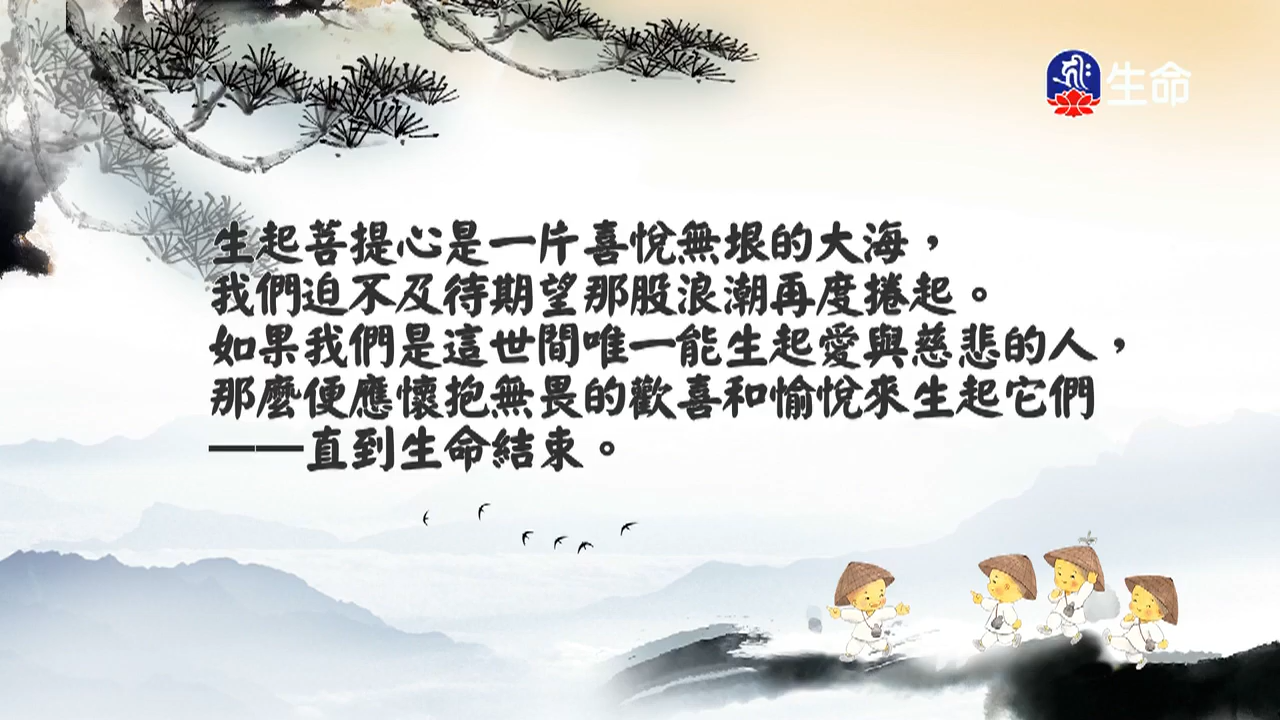 生命
生起菩提心是一片喜悅無垠的大海，
我們迫不及待期望那股浪潮再度捲起。
如果我們是這世間唯一能生起愛與慈悲的人，
那麼便應懷抱無畏的歡喜和愉悅來生起它們
——直到生命結束。